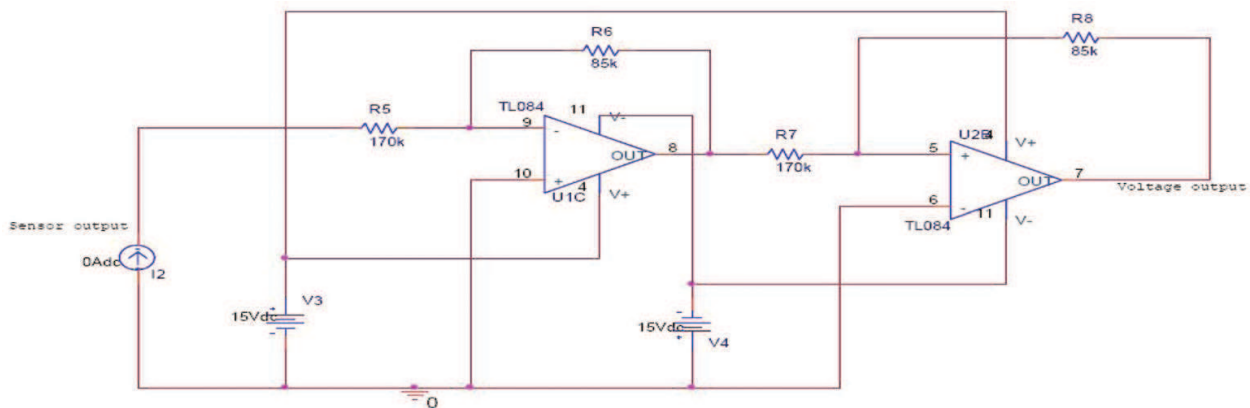 R8
85k
R6
85k
R5
170k
TL084
11
V-
9
-
OUT
8
10
+
4
U1C
V+
R7
170k
U2B
4
V+
5
+
OUT
7
6
-
11
V-
TL084
Voltage output
Sensor output
0Adc
I2
V3
15Vdc
+
-
-
15Vdc
+
V4
0